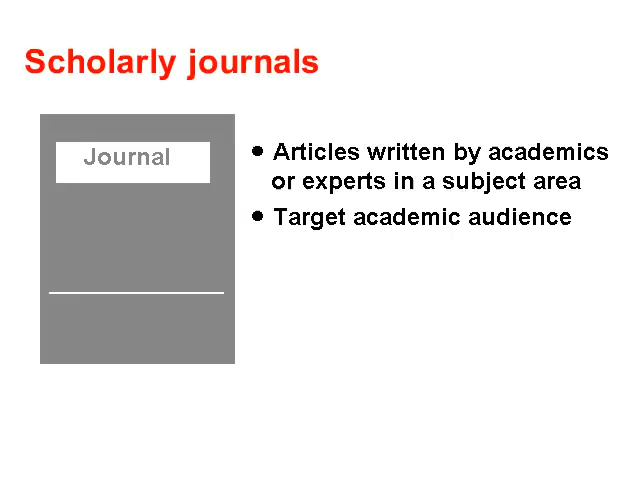 Scholarly journals
Journal
• Articles written by academics
or experts in a subject area
• Target academic audience